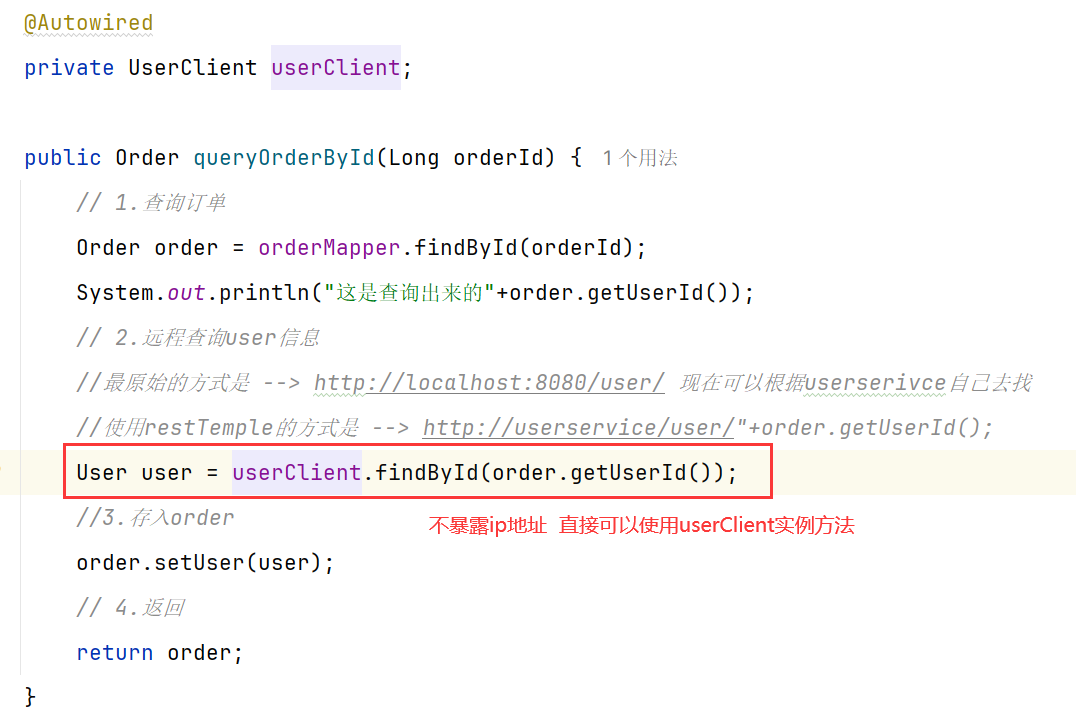 @Autowired
private UserClient userClient;
public Order queryOrderById(Long orderId) { 1个用法
// 1.查询订单
Order order = orderMapper.findById(orderId);
System.out.println("这是查询出来的"+order.getUserId());
// 2.远程查询user信息
//最原始的方式是 --> http://localhost:8080/user/ 现在可以根据userserivce自己去找
//使用restTemple的方式是 --> http://userservice/user/"+order.getUserId();
User user = userClient.findById(order.getUserId());
//3.存入order
不暴露ip地址 直接可以使用userClient实例方法
order.setUser(user);
// 4.返回
return order;
}